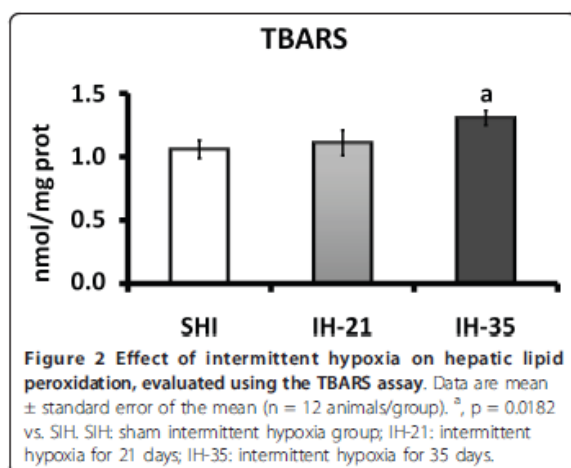 TBARS
nmol/mg prot
1.5
1.0
0.5
0.0
a
SHI IH-21 IH-35
Figure 2 Effect of intermittent hypoxia on hepatic lipid
peroxidation, evaluated using the TBARS assay. Data are mean
± standard error of the mean (n = 12 animals/group). a, p = 0.0182
vs. SIH. SIH: sham intermittent hypoxia group; IH-21: intermittent
hypoxia for 21 days; IH-35: intermittent hypoxia for 35 days.